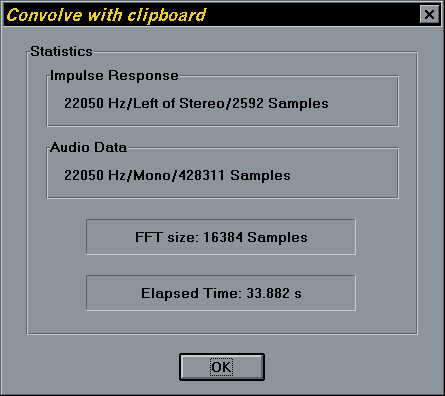 Convolve with clipboard
Statistics
Impulse Response
22050 Hz/Left of Stereo/2592 Samples
Audio Data
22050 Hz/Mono/428311 Samples
FFT size: 16384 Samples
Elapsed Time: 33.882 s
OK